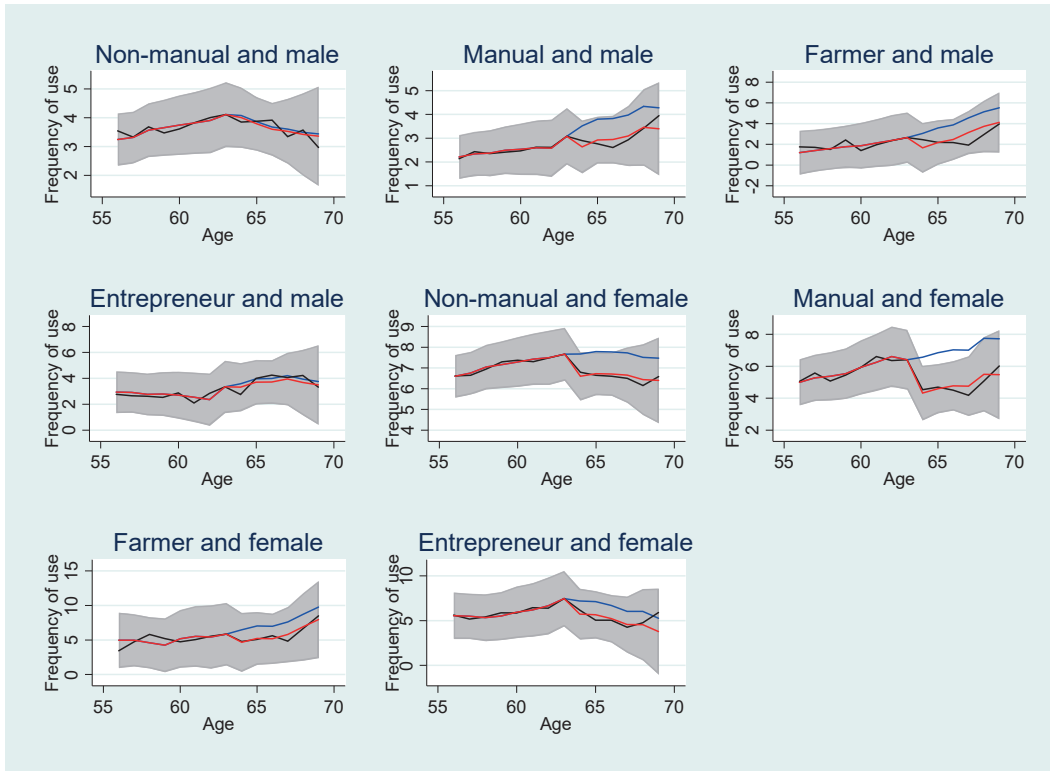 Non-manual and male
Frequency of use
2 3 4 5
55 60 65 70
Age
Manual and male
Frequency of use
1 2 3 4 5
55 60 65 70
Age
Farmer and male
Frequency of use
-2 0 2 4 6 8
55 60 65 70
Age
Entrepreneur and male
Frequency of use
0 2 4 6 8
55 60 65 70
Age
Non-manual and female
Frequency of use
4 5 6 7 8 9
55 60 65 70
Age
Manual and female
Frequency of use
2 4 6 8
55 60 65 70
Age
Farmer and female
Frequency of use
0 5 10 15
55 60 65 70
Age
Entrepreneur and female
Frequency of use
0 5 10
55 60 65 70
Age